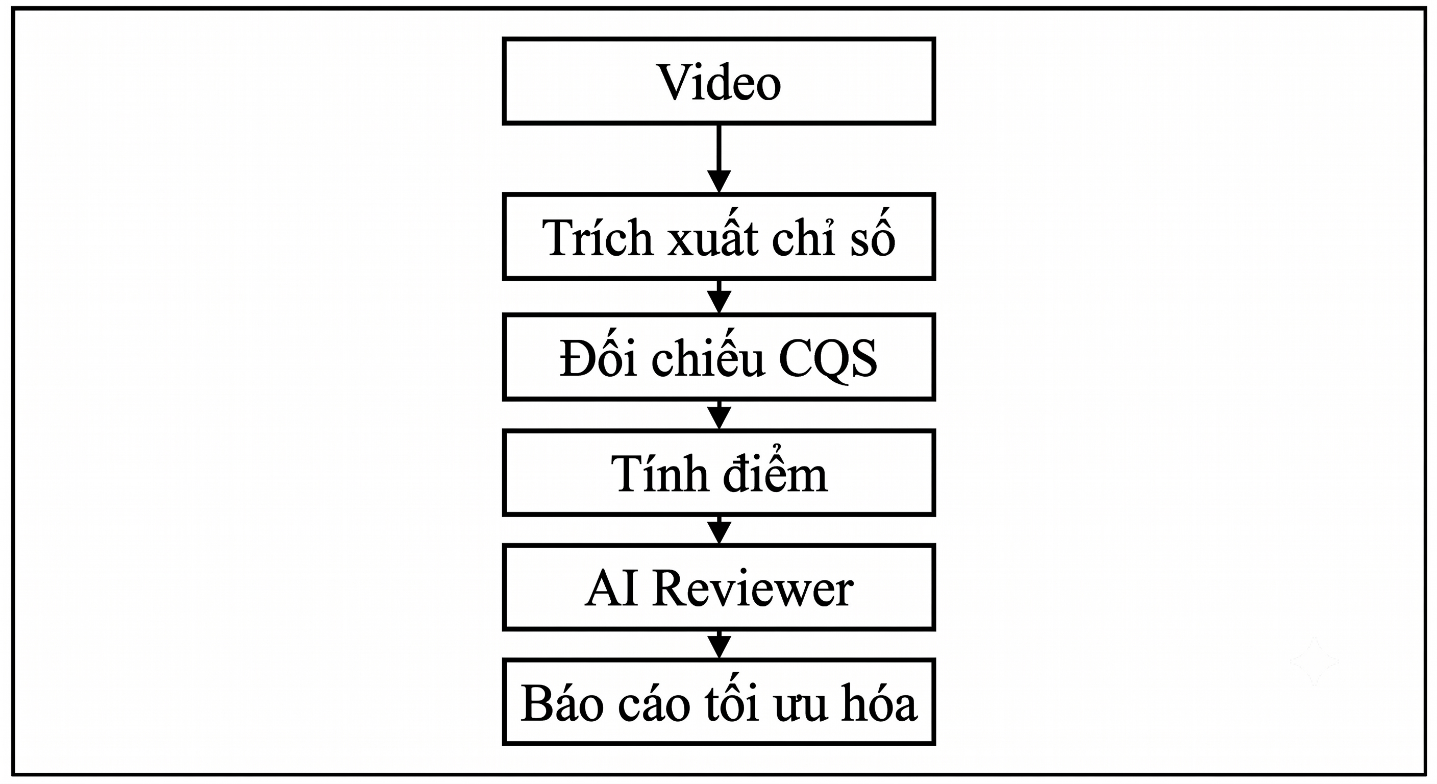 Video
Trích xuất chỉ số
Đối chiếu CQS
Tính điểm
AI Reviewer
Báo cáo tối ưu hóa